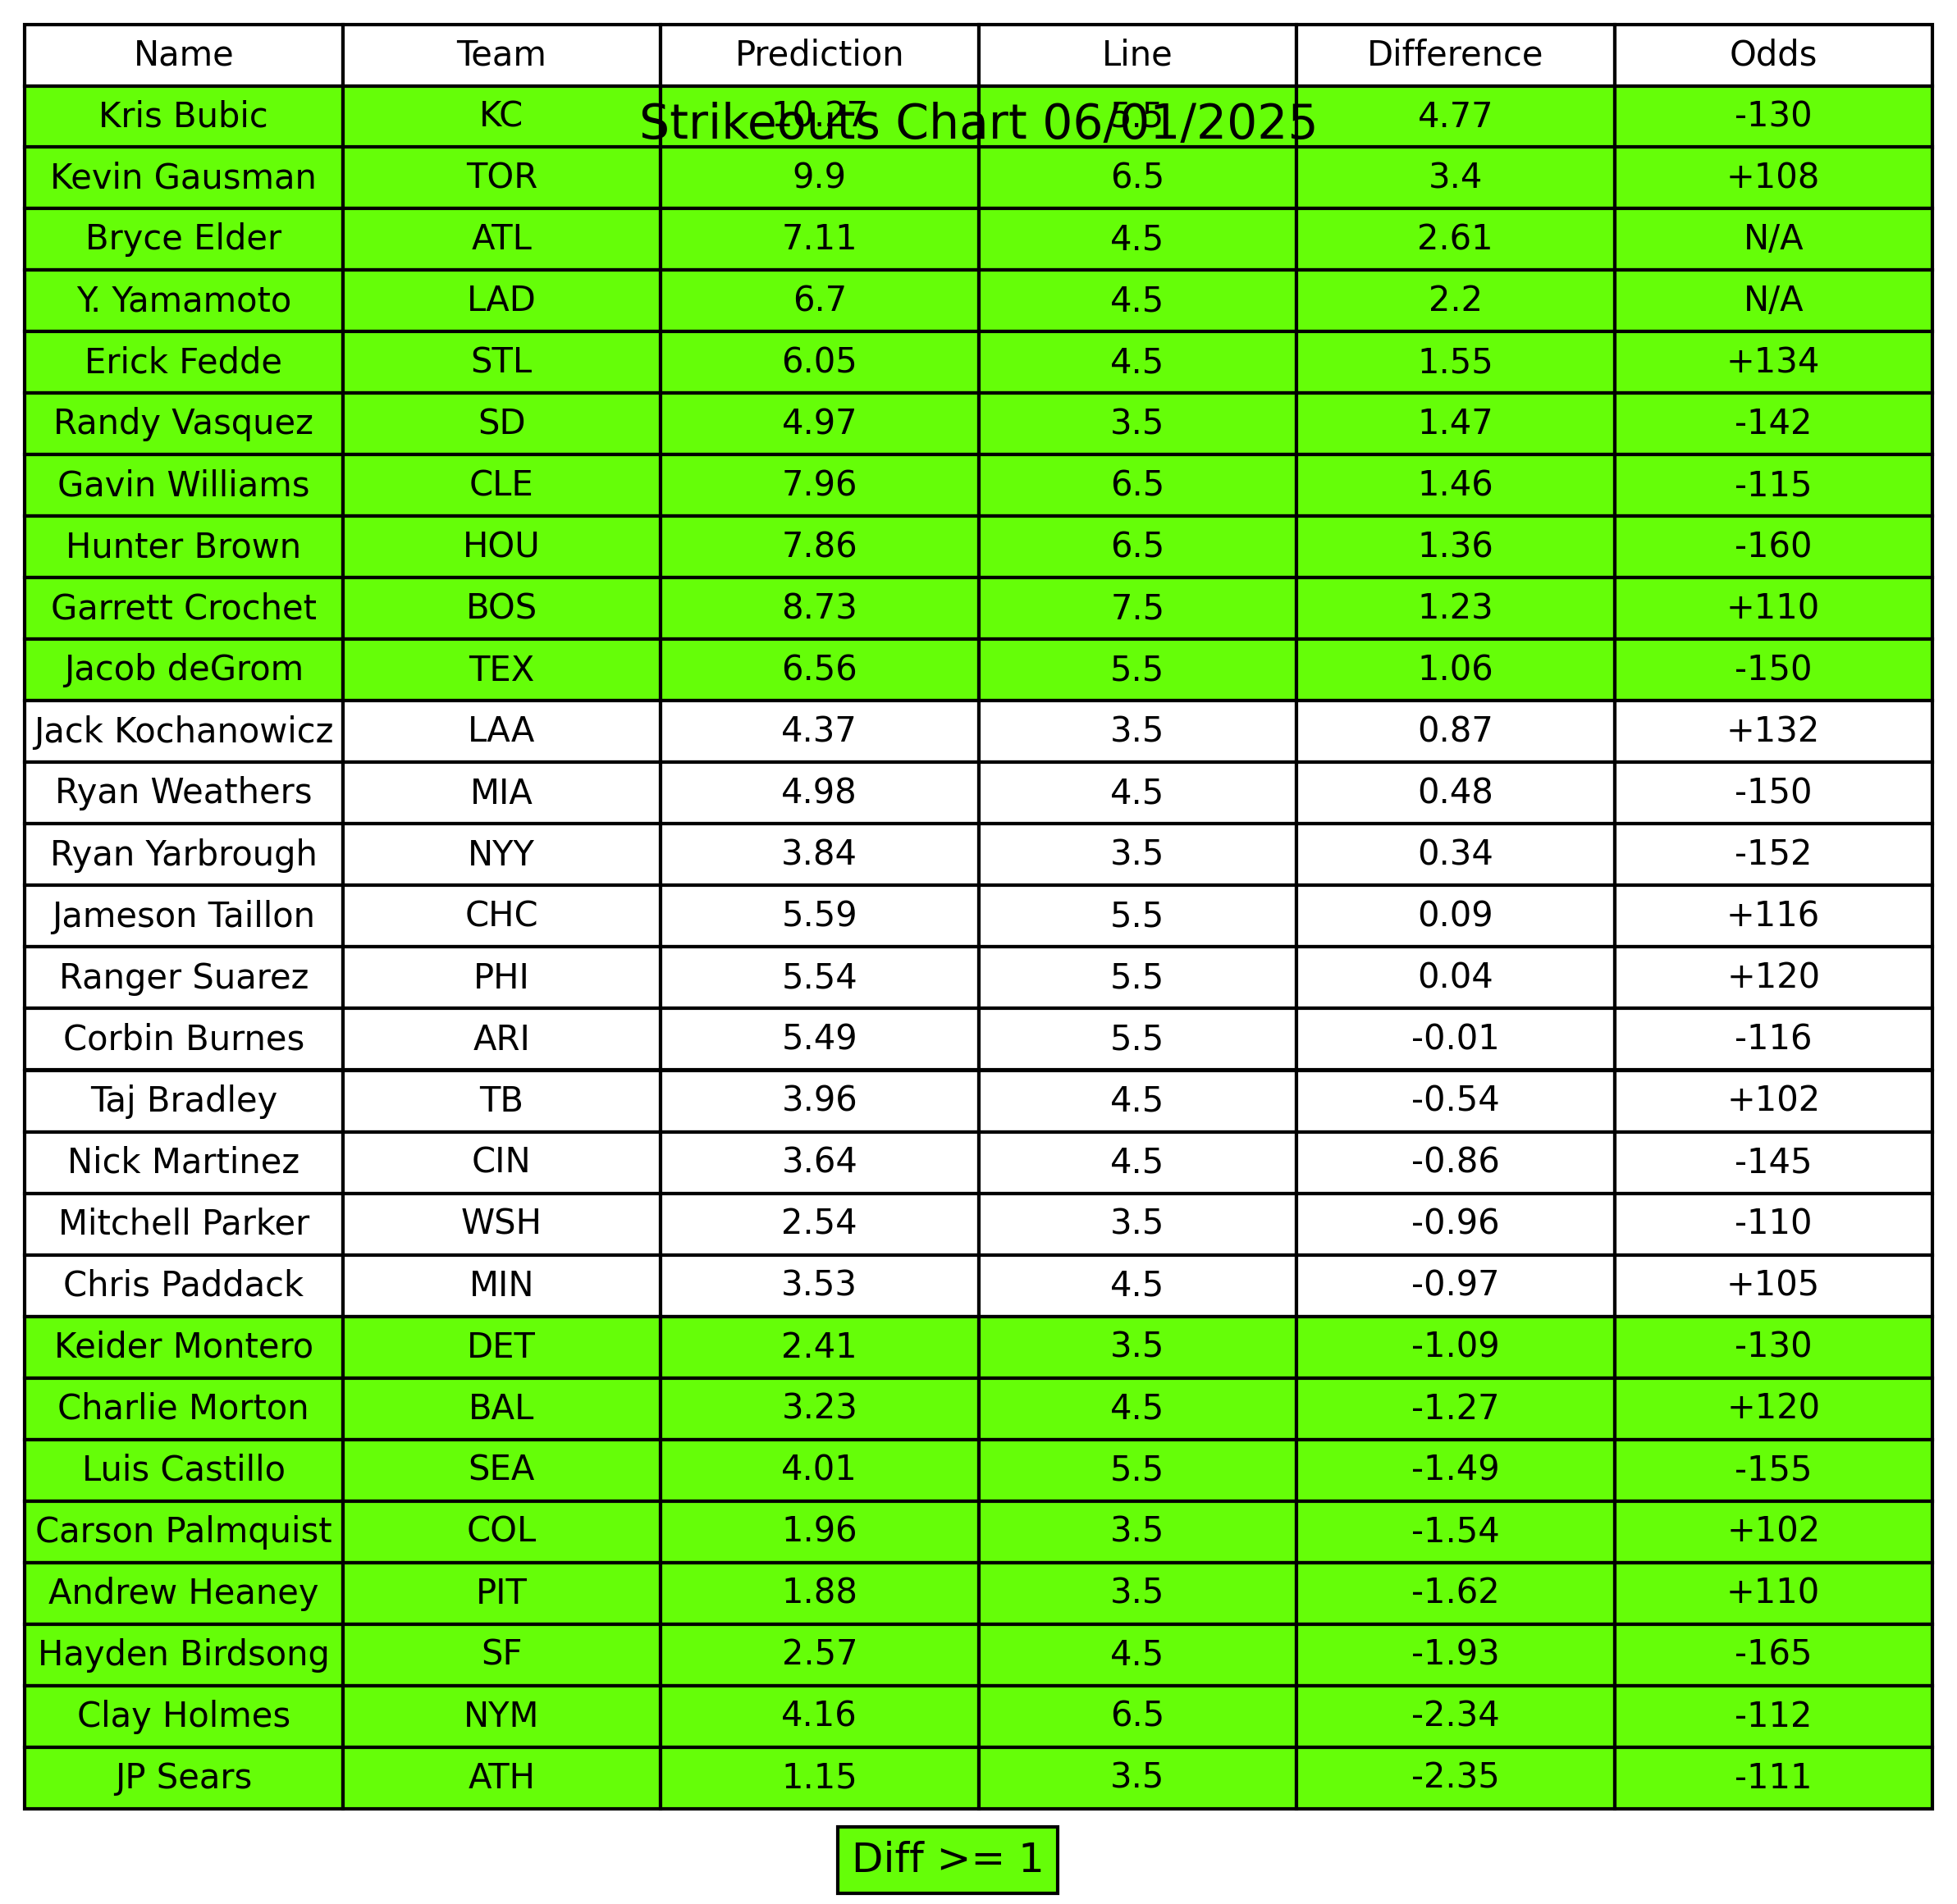 Name Team Prediction Line Difference Odds
Kris Bubic KC 10.27 5.5 4.77 -130
Strikeouts Chart 06/01/2025
Kevin Gausman TOR 9.9 6.5 3.4 +108
Bryce Elder ATL 7.11 4.5 2.61 N/A
Y. Yamamoto LAD 6.7 4.5 2.2 N/A
Erick Fedde STL 6.05 4.5 1.55 +134
Randy Vasquez SD 4.97 3.5 1.47 -142
Gavin Williams CLE 7.96 6.5 1.46 -115
Hunter Brown HOU 7.86 6.5 1.36 -160
Garrett Crochet BOS 8.73 7.5 1.23 +110
Jacob deGrom TEX 6.56 5.5 1.06 -150
Jack Kochanowicz LAA 4.37 3.5 0.87 +132
Ryan Weathers MIA 4.98 4.5 0.48 -150
Ryan Yarbrough NYY 3.84 3.5 0.34 -152
Jameson Taillon CHC 5.59 5.5 0.09 +116
Ranger Suarez PHI 5.54 5.5 0.04 +120
Corbin Burnes ARI 5.49 5.5 -0.01 -116
Taj Bradley TB 3.96 4.5 -0.54 +102
Nick Martinez CIN 3.64 4.5 -0.86 -145
Mitchell Parker WSH 2.54 3.5 -0.96 -110
Chris Paddack MIN 3.53 4.5 -0.97 +105
Keider Montero DET 2.41 3.5 -1.09 -130
Charlie Morton BAL 3.23 4.5 -1.27 +120
Luis Castillo SEA 4.01 5.5 -1.49 -155
Carson Palmquist COL 1.96 3.5 -1.54 +102
Andrew Heaney PIT 1.88 3.5 -1.62 +110
Hayden Birdsong SF 2.57 4.5 -1.93 -165
Clay Holmes NYM 4.16 6.5 -2.34 -112
JP Sears ATH 1.15 3.5 -2.35 -111
Diff >= 1